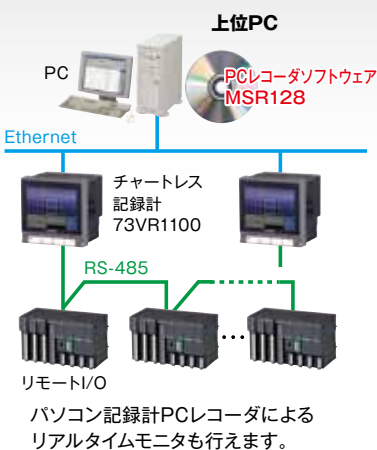 上位PC
PC
PCレコーダソフトウェア
MSR128
Ethernet
チャートレス
記録計
73VR1100
RS-485
リモートI/O
パソコン記録計PCレコーダによる
リアルタイムモニタも行えます。